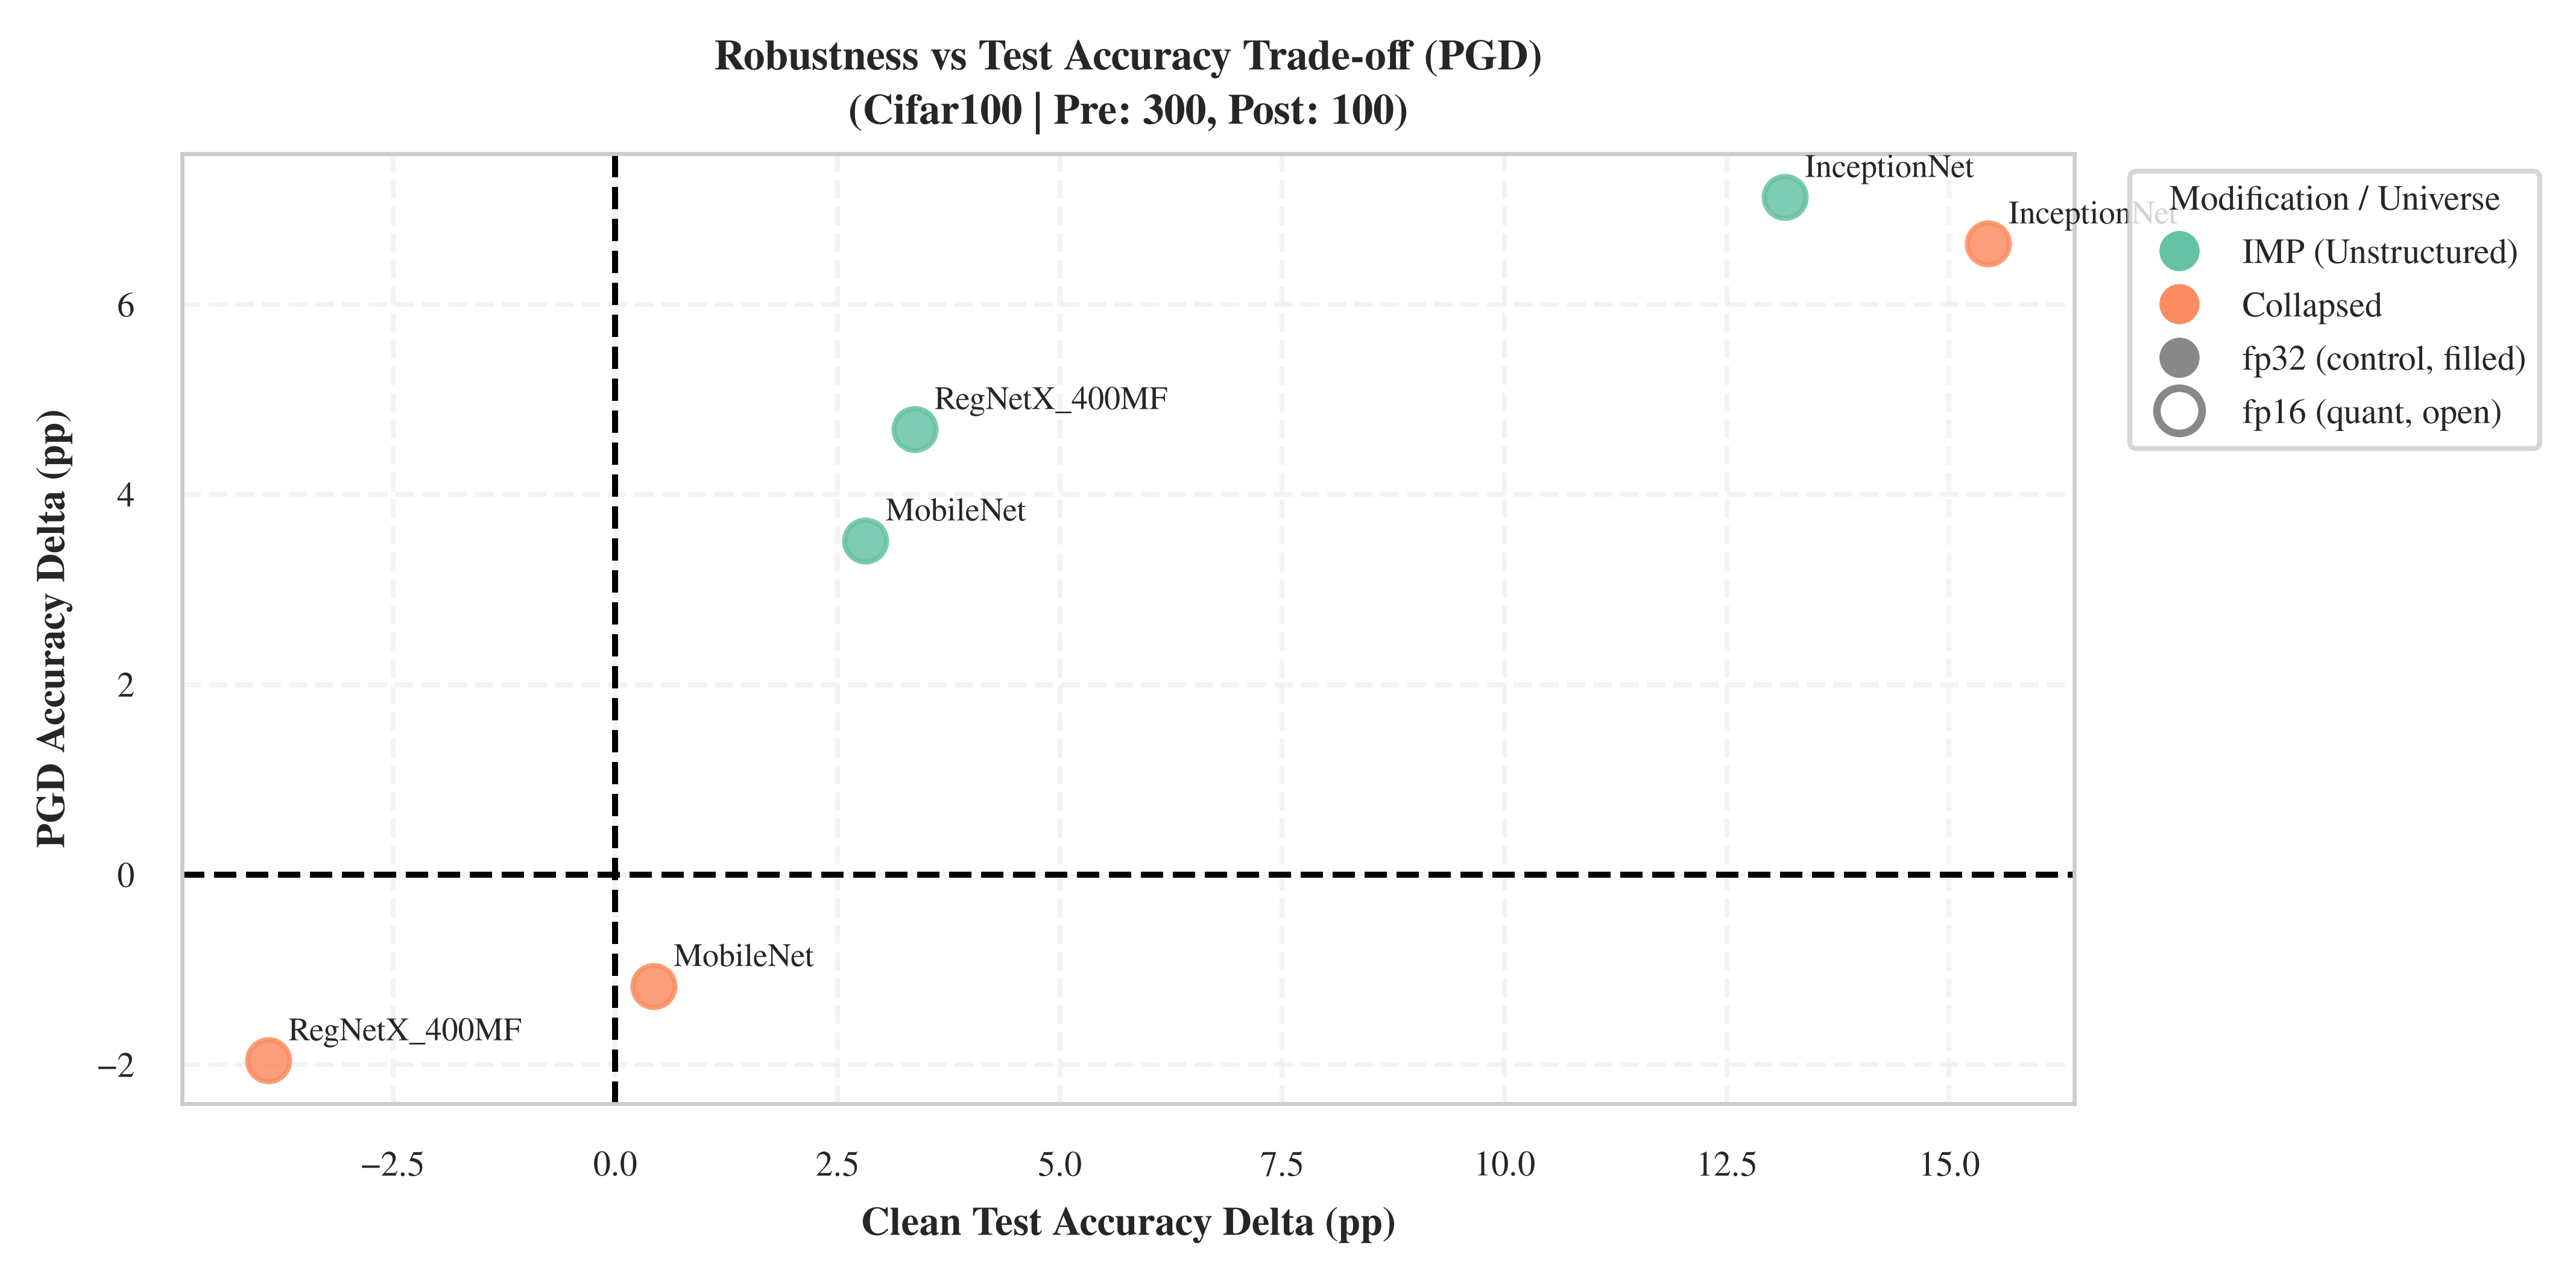 Robustness vs Test Accuracy Trade-off (PGD)
(Cifar100 | Pre: 300, Post: 100)
InceptionNet
InceptionNet
Modification / Universe
IMP (Unstructured)
Collapsed
fp32 (control, filled)
fp16 (quant, open)
RegNetX_400MF
MobileNet
MobileNet
RegNetX_400MF
PGD Accuracy Delta (pp)
6
4
2
0
−2
−2.5 0.0 2.5 5.0 7.5 10.0 12.5 15.0
Clean Test Accuracy Delta (pp)